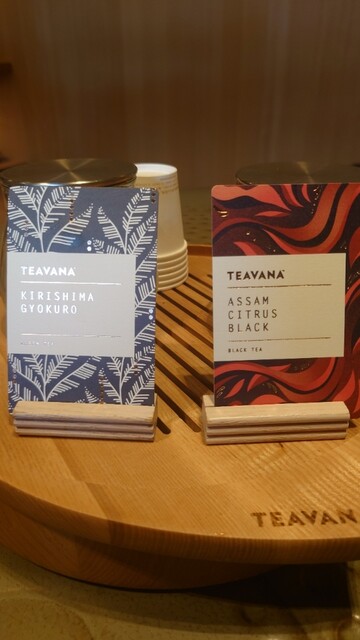 TEAVANA
KIRISHIMA
GYOKURO
TEAVANA
ASSAM
CITRUS
BLACK
BLACK TEA
TEAVAN